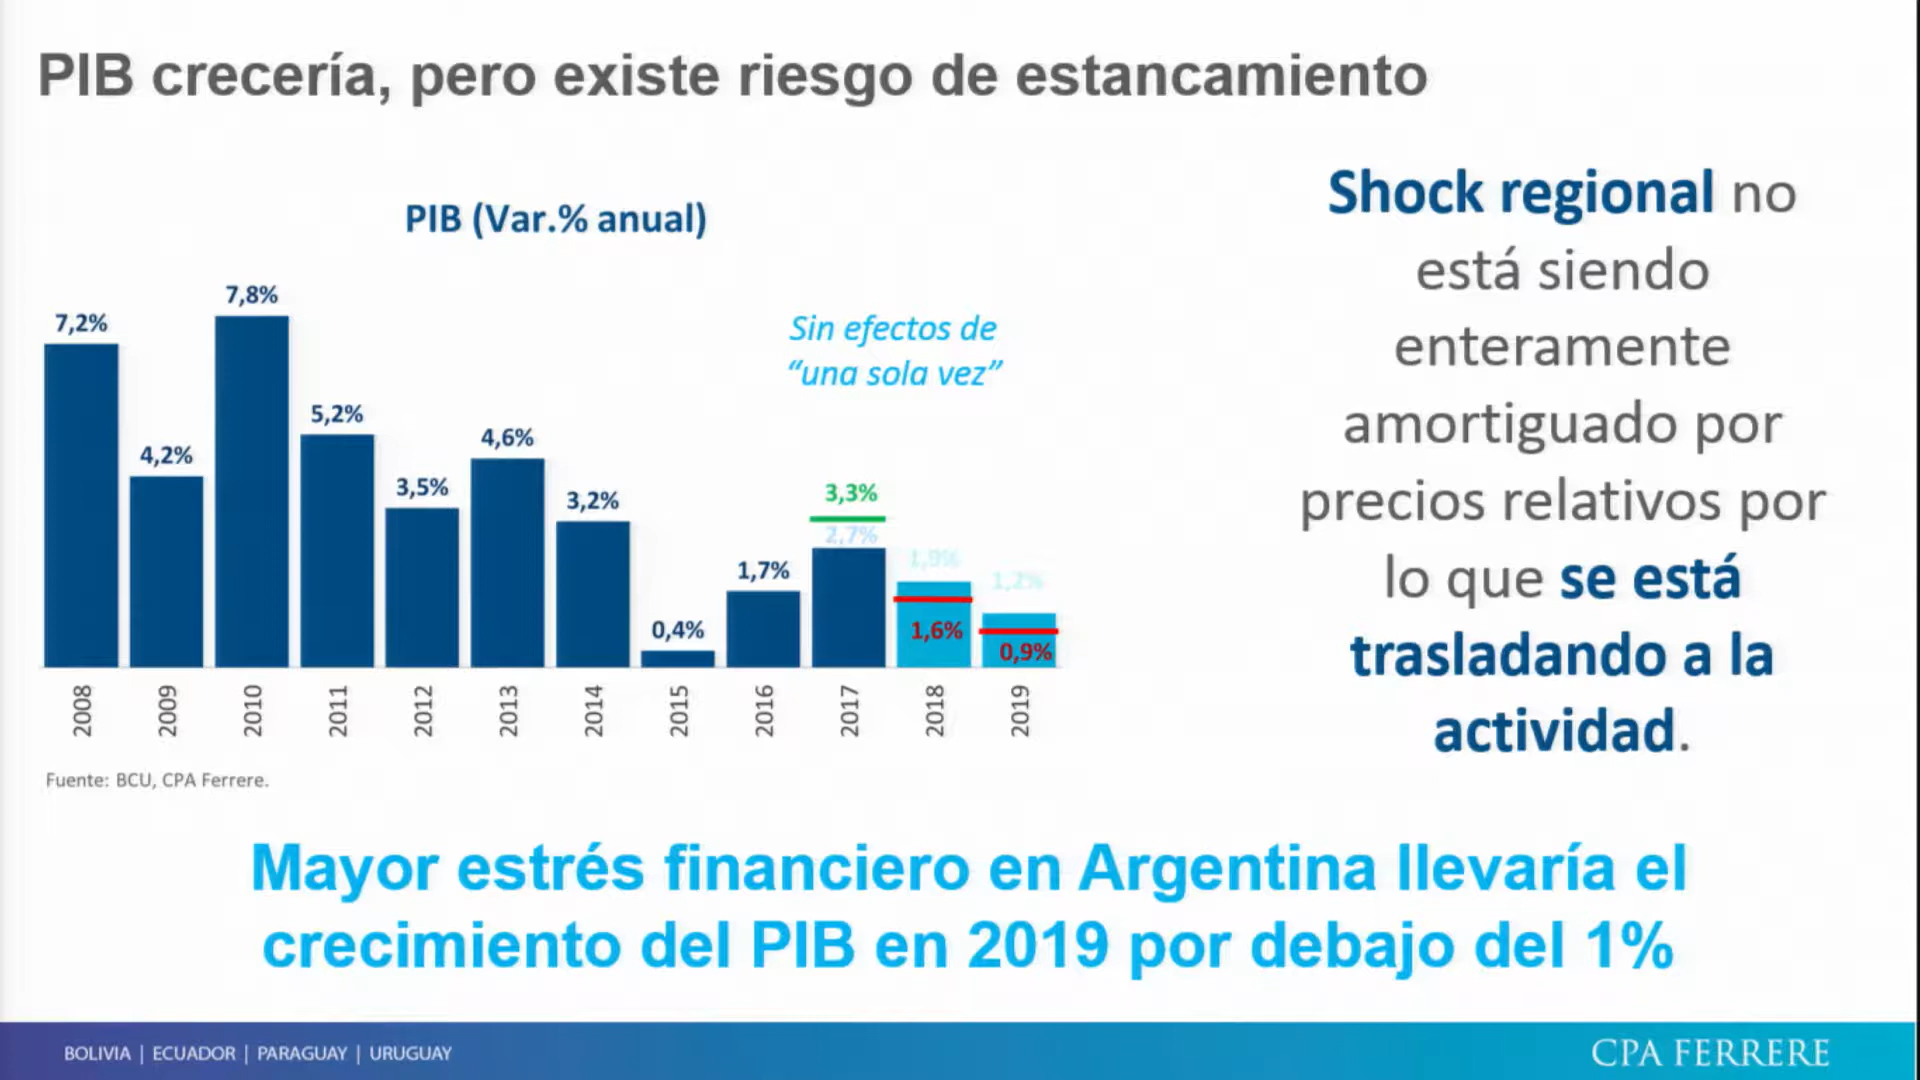 PIB crecería, pero existe riesgo de estancamiento
PIB (Var.% anual)
7,2%
4,2%
7,8%
5,2%
3,5%
4,6%
3,2%
0,4%
1,7%
3,3%
2,7%
1,9%
1,6%
1,2%
0,9%
Sin efectos de
“una sola vez”
2008
2009
2010
2011
2012
2013
2014
2015
2016
2017
2018
2019
Fuente: BCU, CPA Ferrere.
Shock regional no
está siendo
enteramente
amortiguado por
precios relativos por
lo que se está
trasladando a la
actividad.
Mayor estrés financiero en Argentina llevaría el
crecimiento del PIB en 2019 por debajo del 1%
BOLIVIA | ECUADOR | PARAGUAY | URUGUAY
CPA FERRERE